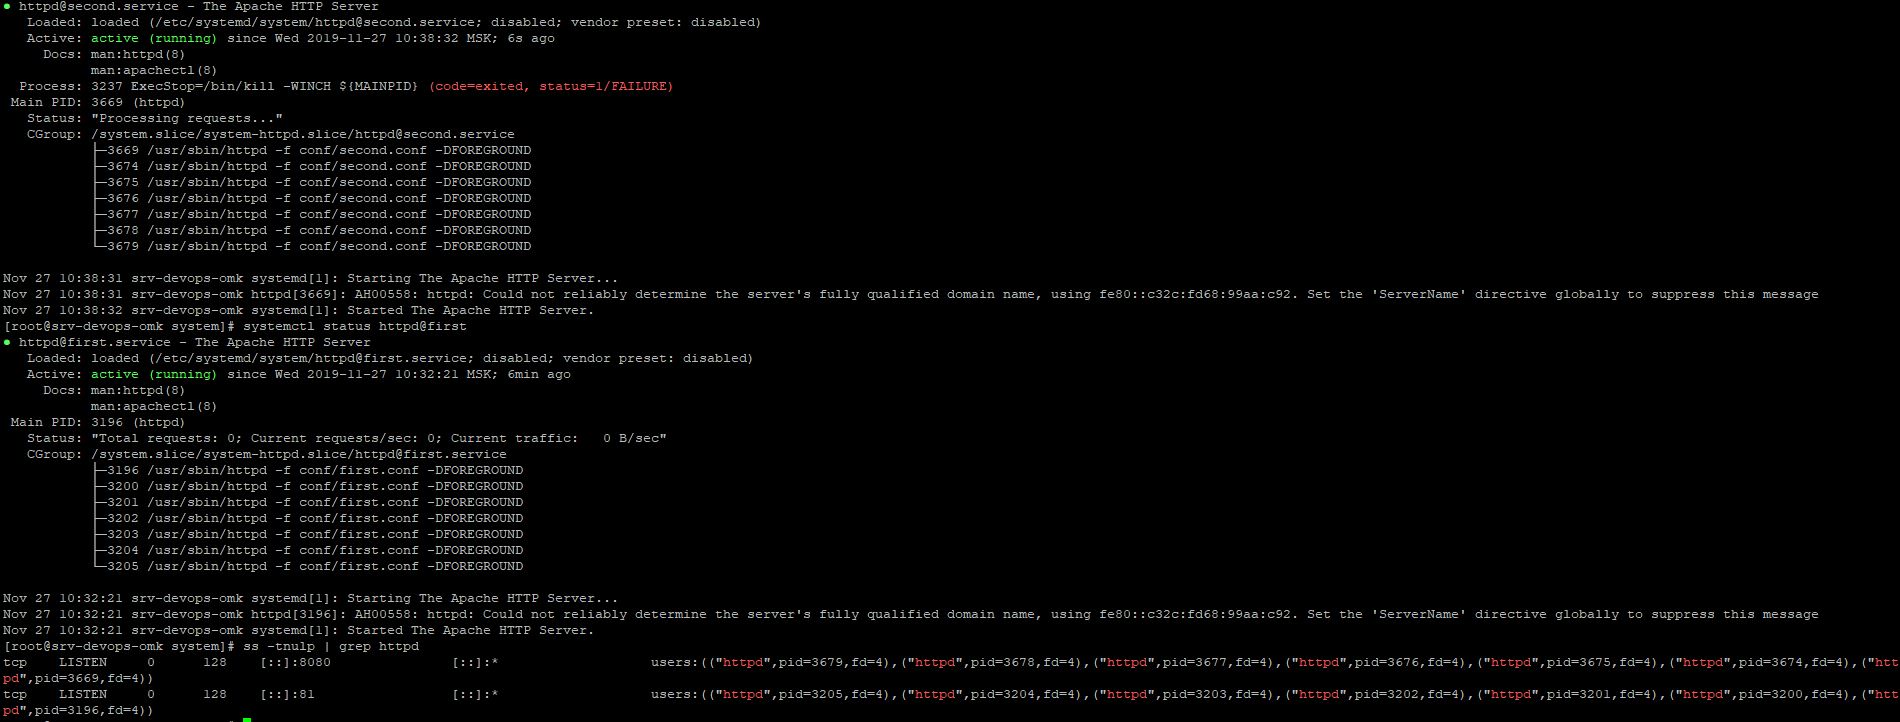 ● httpd@second.service - The Apache HTTP Server
   Loaded: loaded (/etc/systemd/system/httpd@second.service; disabled; vendor preset: disabled)
   Active: active (running) since Wed 2019-11-27 10:38:32 MSK; 6s ago
     Docs: man:httpd(8)
           man:apachectl(8)
  Process: 3237 ExecStop=/bin/kill -WINCH ${MAINPID} (code=exited, status=1/FAILURE)
 Main PID: 3669 (httpd)
   Status: "Processing requests..."
   CGroup: /system.slice/system-httpd.slice/httpd@second.service
           ├─3669 /usr/sbin/httpd -f conf/second.conf -DFOREGROUND
           ├─3674 /usr/sbin/httpd -f conf/second.conf -DFOREGROUND
           ├─3675 /usr/sbin/httpd -f conf/second.conf -DFOREGROUND
           ├─3676 /usr/sbin/httpd -f conf/second.conf -DFOREGROUND
           ├─3677 /usr/sbin/httpd -f conf/second.conf -DFOREGROUND
           ├─3678 /usr/sbin/httpd -f conf/second.conf -DFOREGROUND
           └─3679 /usr/sbin/httpd -f conf/second.conf -DFOREGROUND
Nov 27 10:38:31 srv-devops-omk systemd[1]: Starting The Apache HTTP Server...
Nov 27 10:38:31 srv-devops-omk httpd[3669]: AH00558: httpd: Could not reliably determine the server's fully qualified domain name, using fe80::c32c:fd68:99aa:c92. Set the 'ServerName' directive globally to suppress this message
Nov 27 10:38:32 srv-devops-omk systemd[1]: Started The Apache HTTP Server.
[root@srv-devops-omk system]# systemctl status httpd@first
● httpd@first.service - The Apache HTTP Server
   Loaded: loaded (/etc/systemd/system/httpd@first.service; disabled; vendor preset: disabled)
   Active: active (running) since Wed 2019-11-27 10:32:21 MSK; 6min ago
     Docs: man:httpd(8)
           man:apachectl(8)
 Main PID: 3196 (httpd)
   Status: "Total requests: 0; Current requests/sec: 0; Current traffic:   0 B/sec"
   CGroup: /system.slice/system-httpd.slice/httpd@first.service
           ├─3196 /usr/sbin/httpd -f conf/first.conf -DFOREGROUND
           ├─3200 /usr/sbin/httpd -f conf/first.conf -DFOREGROUND
           ├─3201 /usr/sbin/httpd -f conf/first.conf -DFOREGROUND
           ├─3202 /usr/sbin/httpd -f conf/first.conf -DFOREGROUND
           ├─3203 /usr/sbin/httpd -f conf/first.conf -DFOREGROUND
           ├─3204 /usr/sbin/httpd -f conf/first.conf -DFOREGROUND
           └─3205 /usr/sbin/httpd -f conf/first.conf -DFOREGROUND
Nov 27 10:32:21 srv-devops-omk systemd[1]: Starting The Apache HTTP Server...
Nov 27 10:32:21 srv-devops-omk httpd[3196]: AH00558: httpd: Could not reliably determine the server's fully qualified domain name, using fe80::c32c:fd68:99aa:c92. Set the 'ServerName' directive globally to suppress this message
Nov 27 10:32:21 srv-devops-omk systemd[1]: Started The Apache HTTP Server.
[root@srv-devops-omk system]# ss -tnulp | grep httpd
tcp    LISTEN     0      128    [::]:8080               [::]:*                   users:(("httpd",pid=3679,fd=4),("httpd",pid=3678,fd=4),("httpd",pid=3677,fd=4),("httpd",pid=3676,fd=4),("httpd",pid=3675,fd=4),("httpd",pid=3674,fd=4),("htt
pd",pid=3669,fd=4))
tcp    LISTEN     0      128    [::]:81                 [::]:*                   users:(("httpd",pid=3205,fd=4),("httpd",pid=3204,fd=4),("httpd",pid=3203,fd=4),("httpd",pid=3202,fd=4),("httpd",pid=3201,fd=4),("httpd",pid=3200,fd=4),("htt
pd",pid=3196,fd=4))